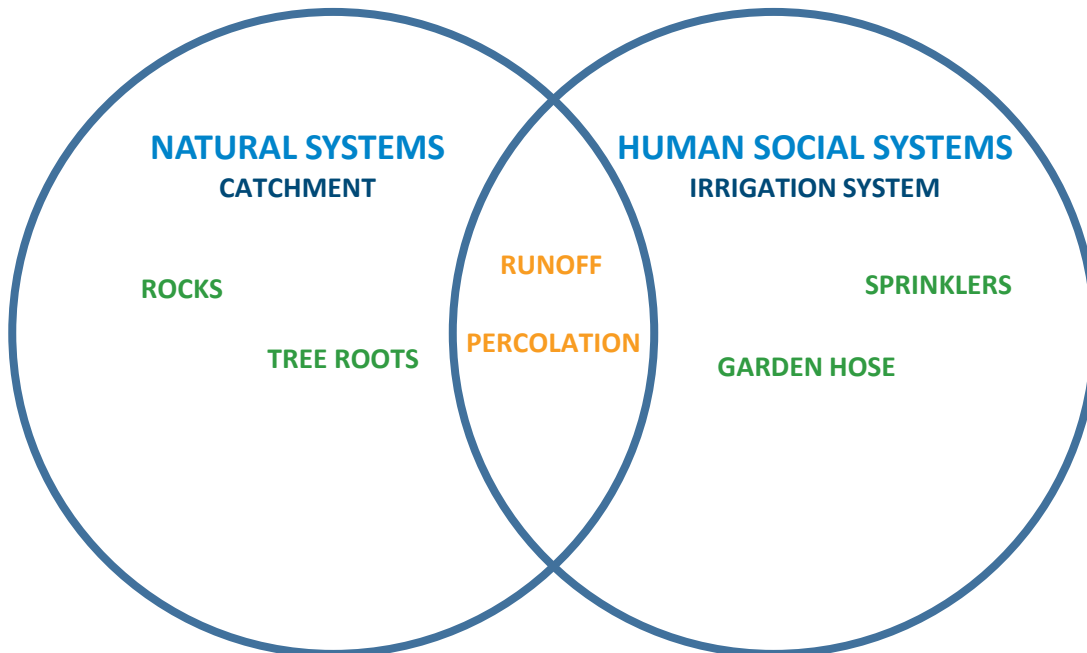 NATURAL SYSTEMS
CATCHMENT
ROCKS
TREE ROOTS
RUNOFF
PERCOLATION
HUMAN SOCIAL SYSTEMS
IRRIGATION SYSTEM
SPRINKLERS
GARDEN HOSE